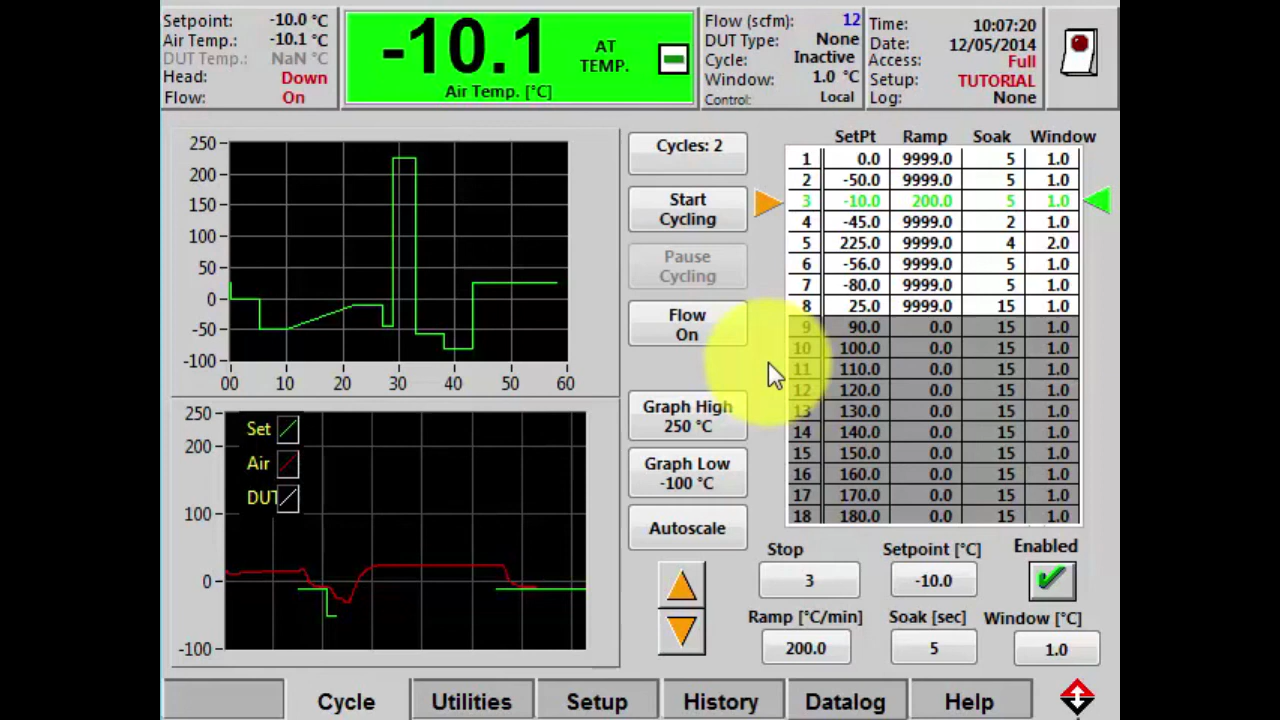 Setpoint: -10.0 °C
Air Temp.: -10.1 °C
DUT Temp.: NaN °C
Head: Down
Flow: On
-10.1
AT
TEMP.
Air Temp. [°C]
Flow (scfm): 12
DUT Type: None
Cycle: Inactive
Window: 1.0 °C
Control: Local
Time: 10:07:20
Date: 12/05/2014
Access: Full
Setup: TUTORIAL
Log: None
250
200
150
100
50
0
-50
-100
00 10 20 30 40 50 60
250
200
100
0
-100
Set
Air
DUT
Cycles: 2
Start
Cycling
Pause
Cycling
Flow
On
Graph High
250 °C
Graph Low
-100 °C
Autoscale
SetPt Ramp Soak Window
1 0.0 9999.0 5 1.0
2 -50.0 9999.0 5 1.0
3 -10.0 200.0 5 1.0
4 -45.0 9999.0 2 1.0
5 225.0 9999.0 4 2.0
6 -56.0 9999.0 5 1.0
7 -80.0 9999.0 5 1.0
8 25.0 9999.0 15 1.0
9 90.0 0.0 15 1.0
10 100.0 0.0 15 1.0
11 110.0 0.0 15 1.0
12 120.0 0.0 15 1.0
13 130.0 0.0 15 1.0
14 140.0 0.0 15 1.0
15 150.0 0.0 15 1.0
16 160.0 0.0 15 1.0
17 170.0 0.0 15 1.0
18 180.0 0.0 15 1.0
Stop Setpoint [°C] Enabled
3 -10.0
Ramp [°C/min] Soak [sec] Window [°C]
200.0 5 1.0
Cycle Utilities Setup History Datalog Help